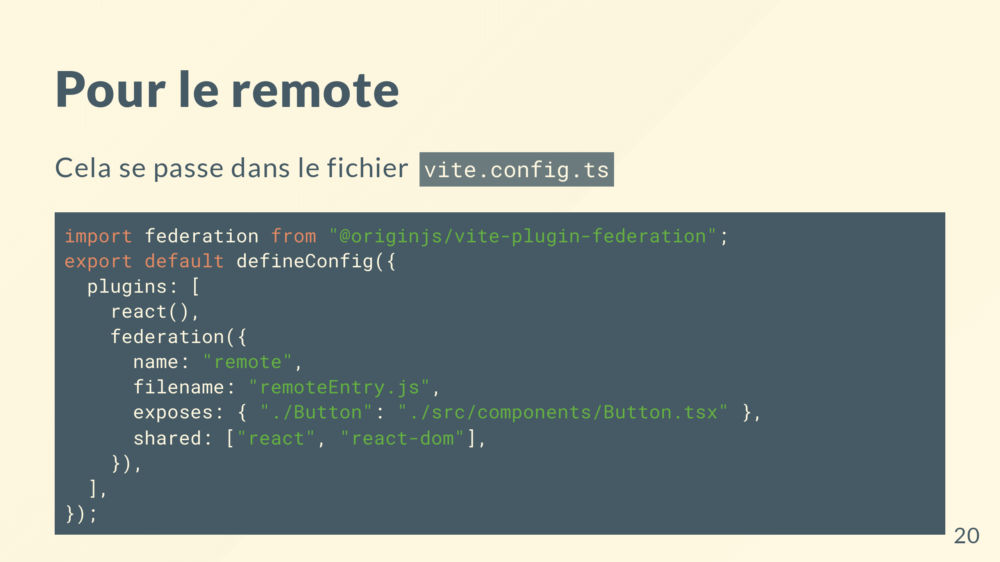 Pour le remote
Cela se passe dans le fichier vite.config.ts
import federation from "@originjs/vite-plugin-federation";
export default defineConfig({
  plugins: [
    react(),
    federation({
      name: "remote",
      filename: "remoteEntry.js",
      exposes: { "./Button": "./src/components/Button.tsx" },
      shared: ["react", "react-dom"],
    }),
  ],
});
20